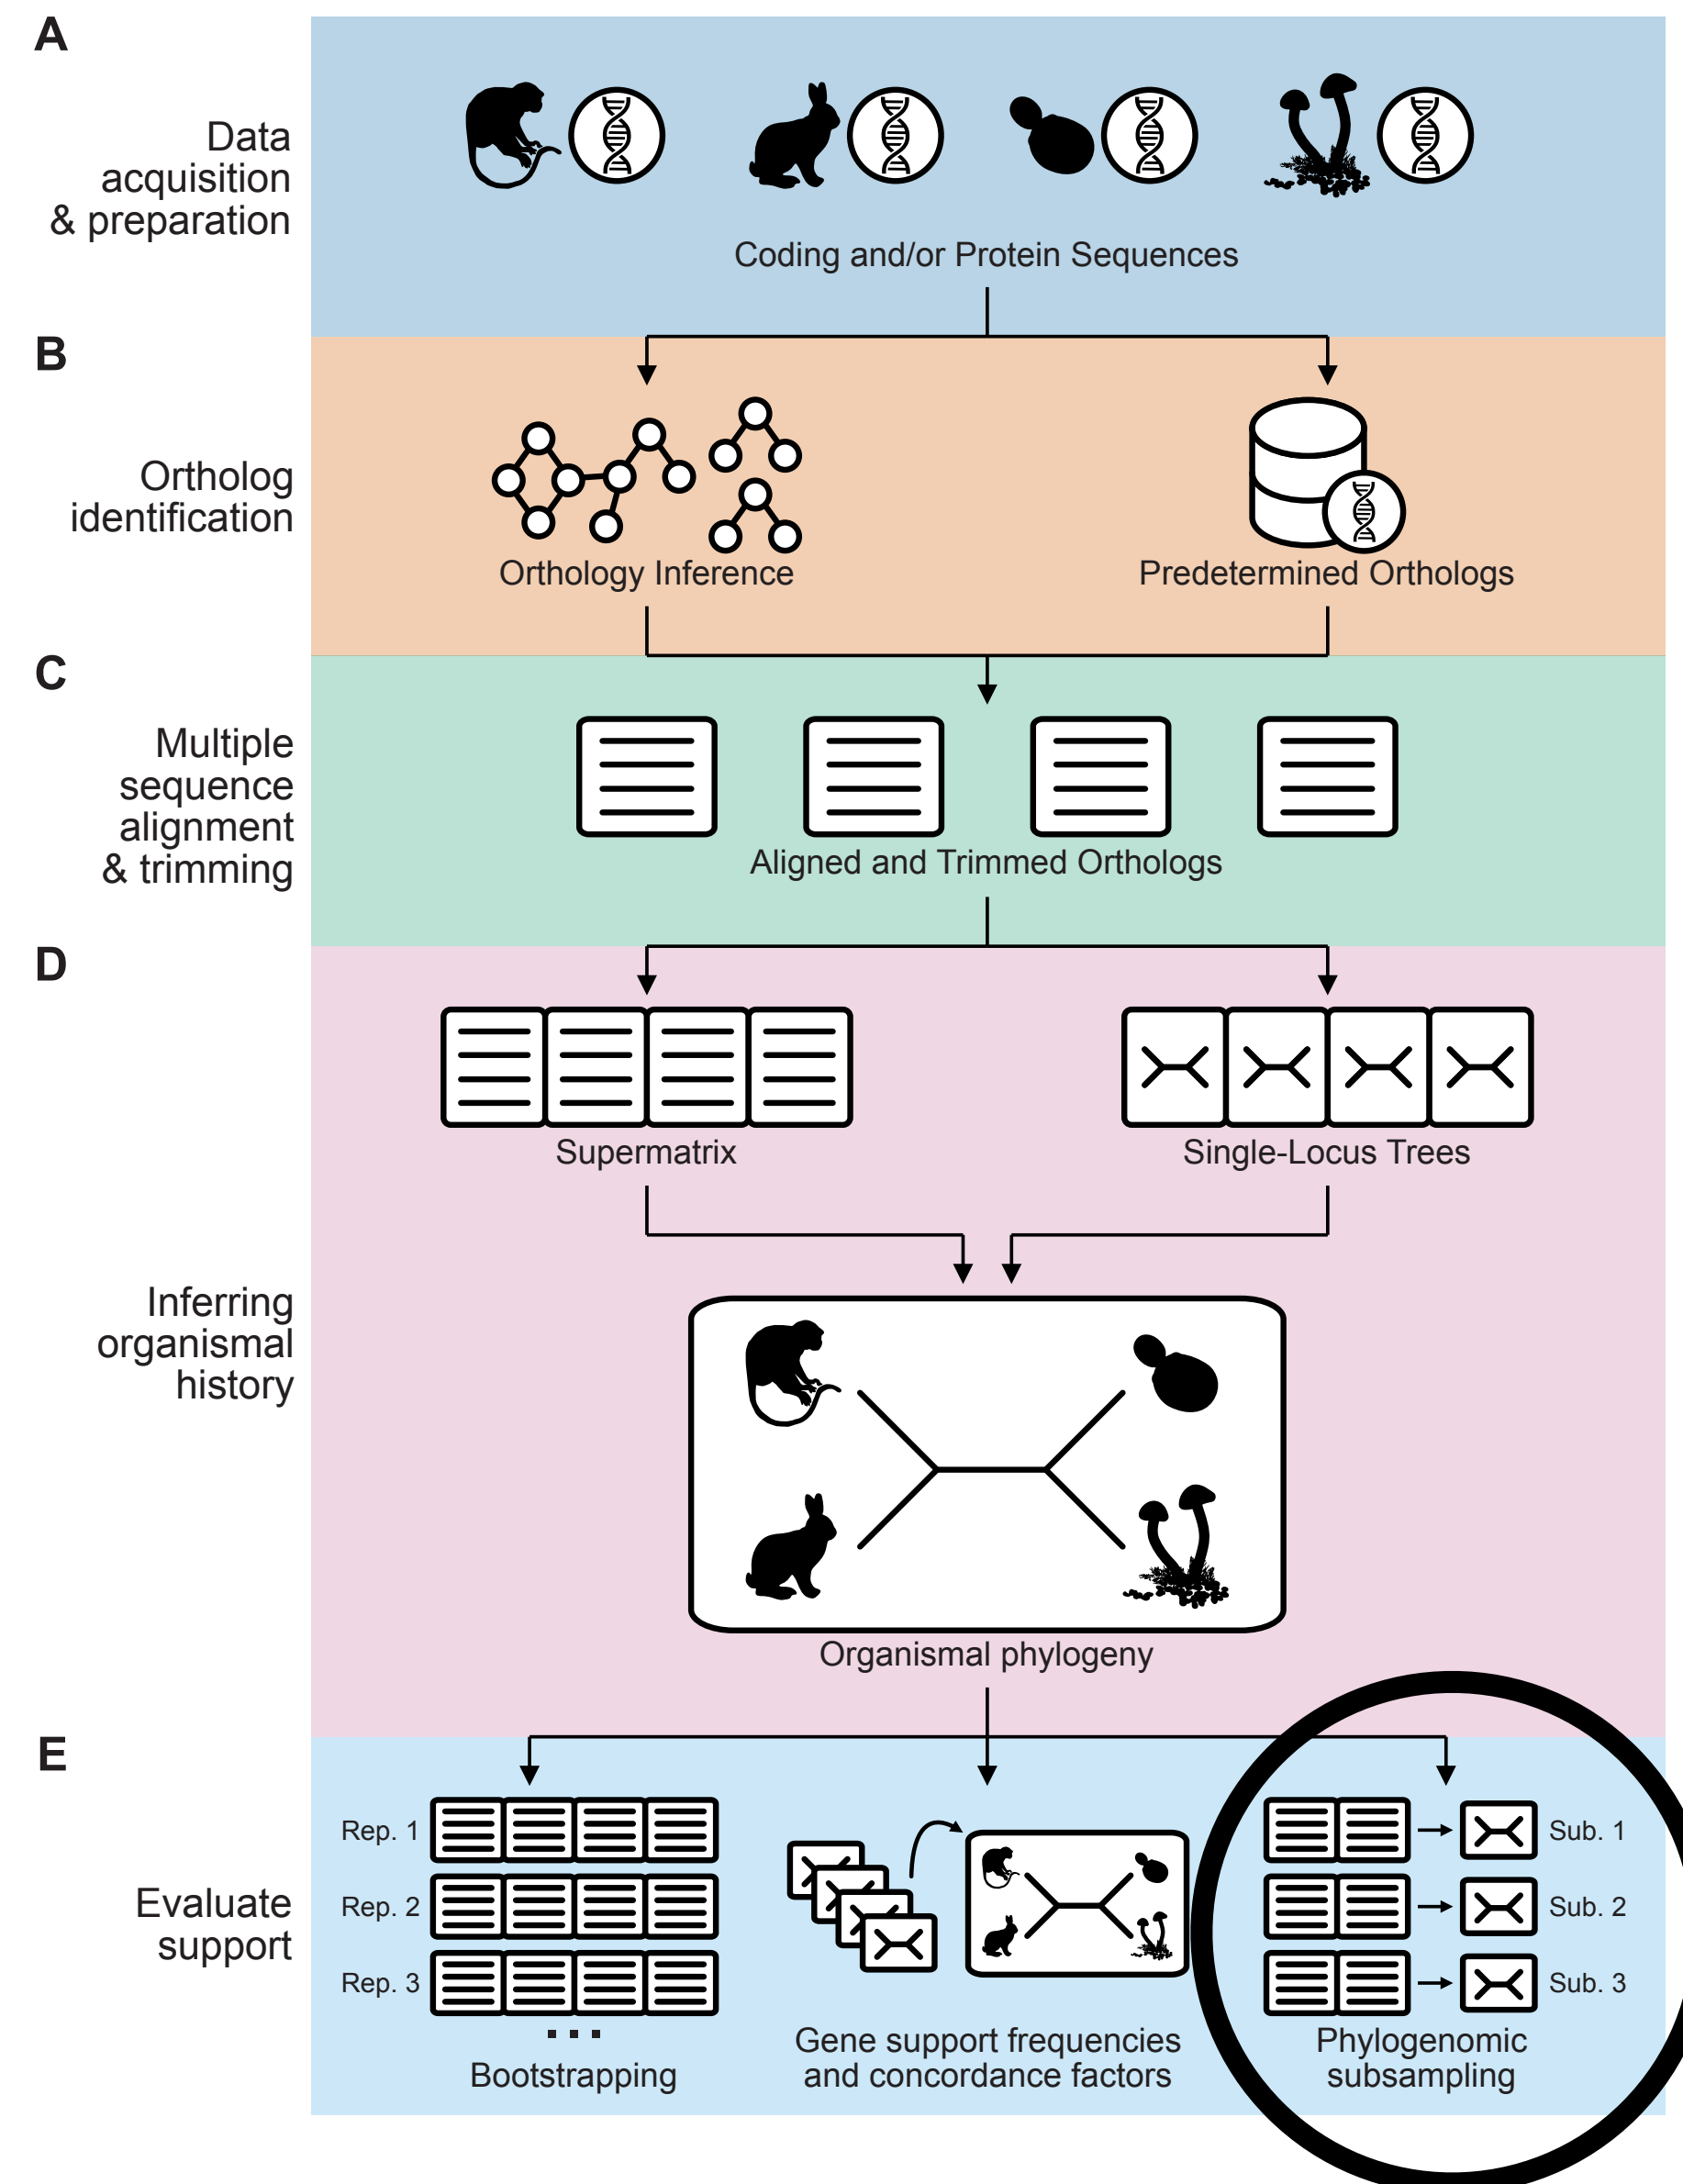 A
Data
acquisition
& preparation
Coding and/or Protein Sequences
B
Ortholog
identification
Orthology Inference
Predetermined Orthologs
C
Multiple
sequence
alignment
& trimming
Aligned and Trimmed Orthologs
D
Supermatrix
Single-Locus Trees
Inferring
organismal
history
Organismal phylogeny
E
Evaluate
support
Rep. 1
Rep. 2
Rep. 3
...
Bootstrapping
Gene support frequencies
and concordance factors
Sub. 1
Sub. 2
Sub. 3
Phylogenomic
subsampling